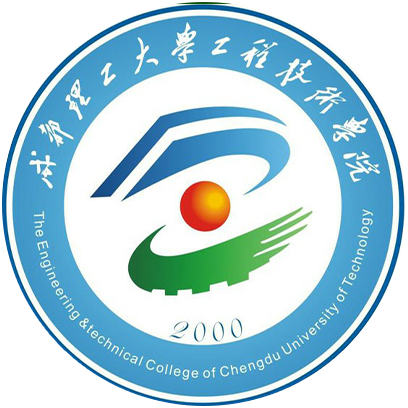 成都理工大學工程技術學院
2000
The Engineering &technical College of Chengdu University of Technology